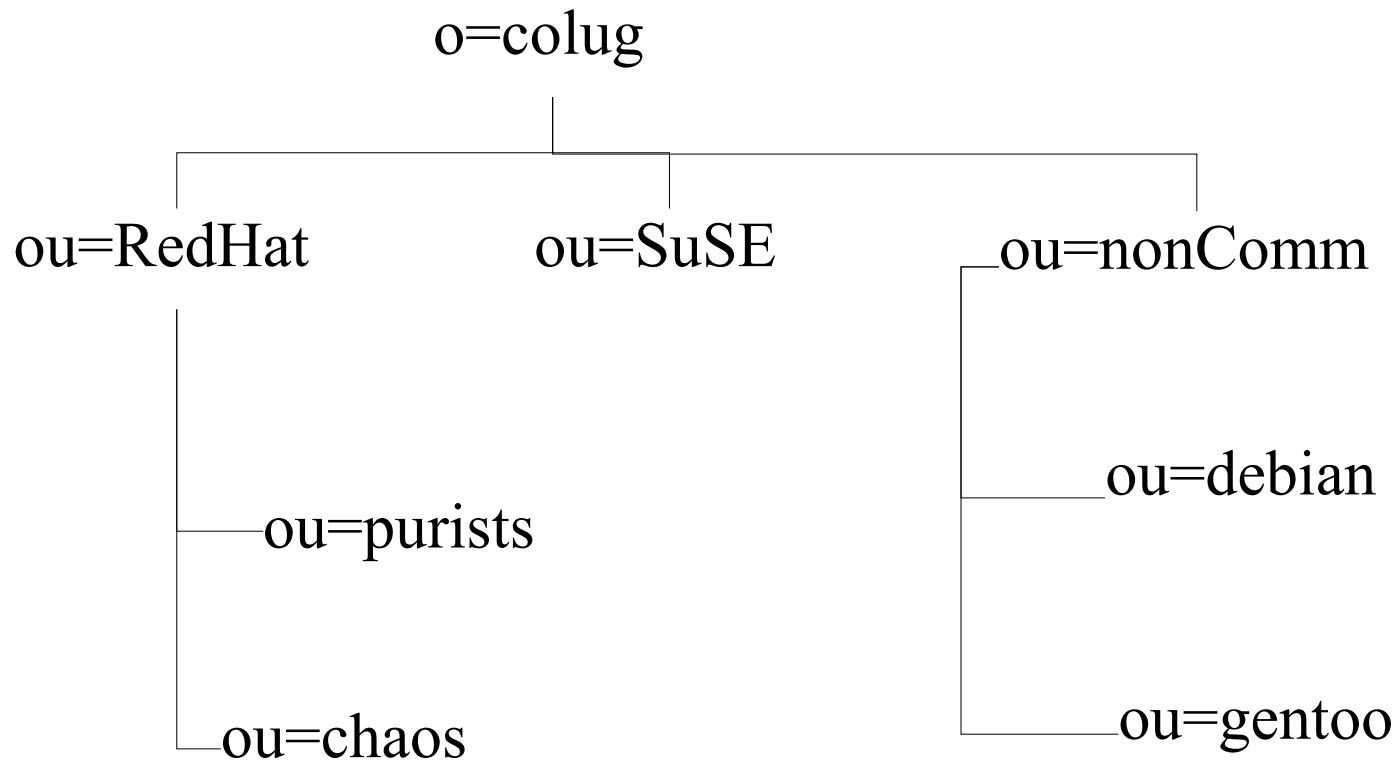 o=colug
ou=RedHat
ou=SuSE
ou=nonComm
ou=debian
ou=purists
ou=gentoo
ou=chaos